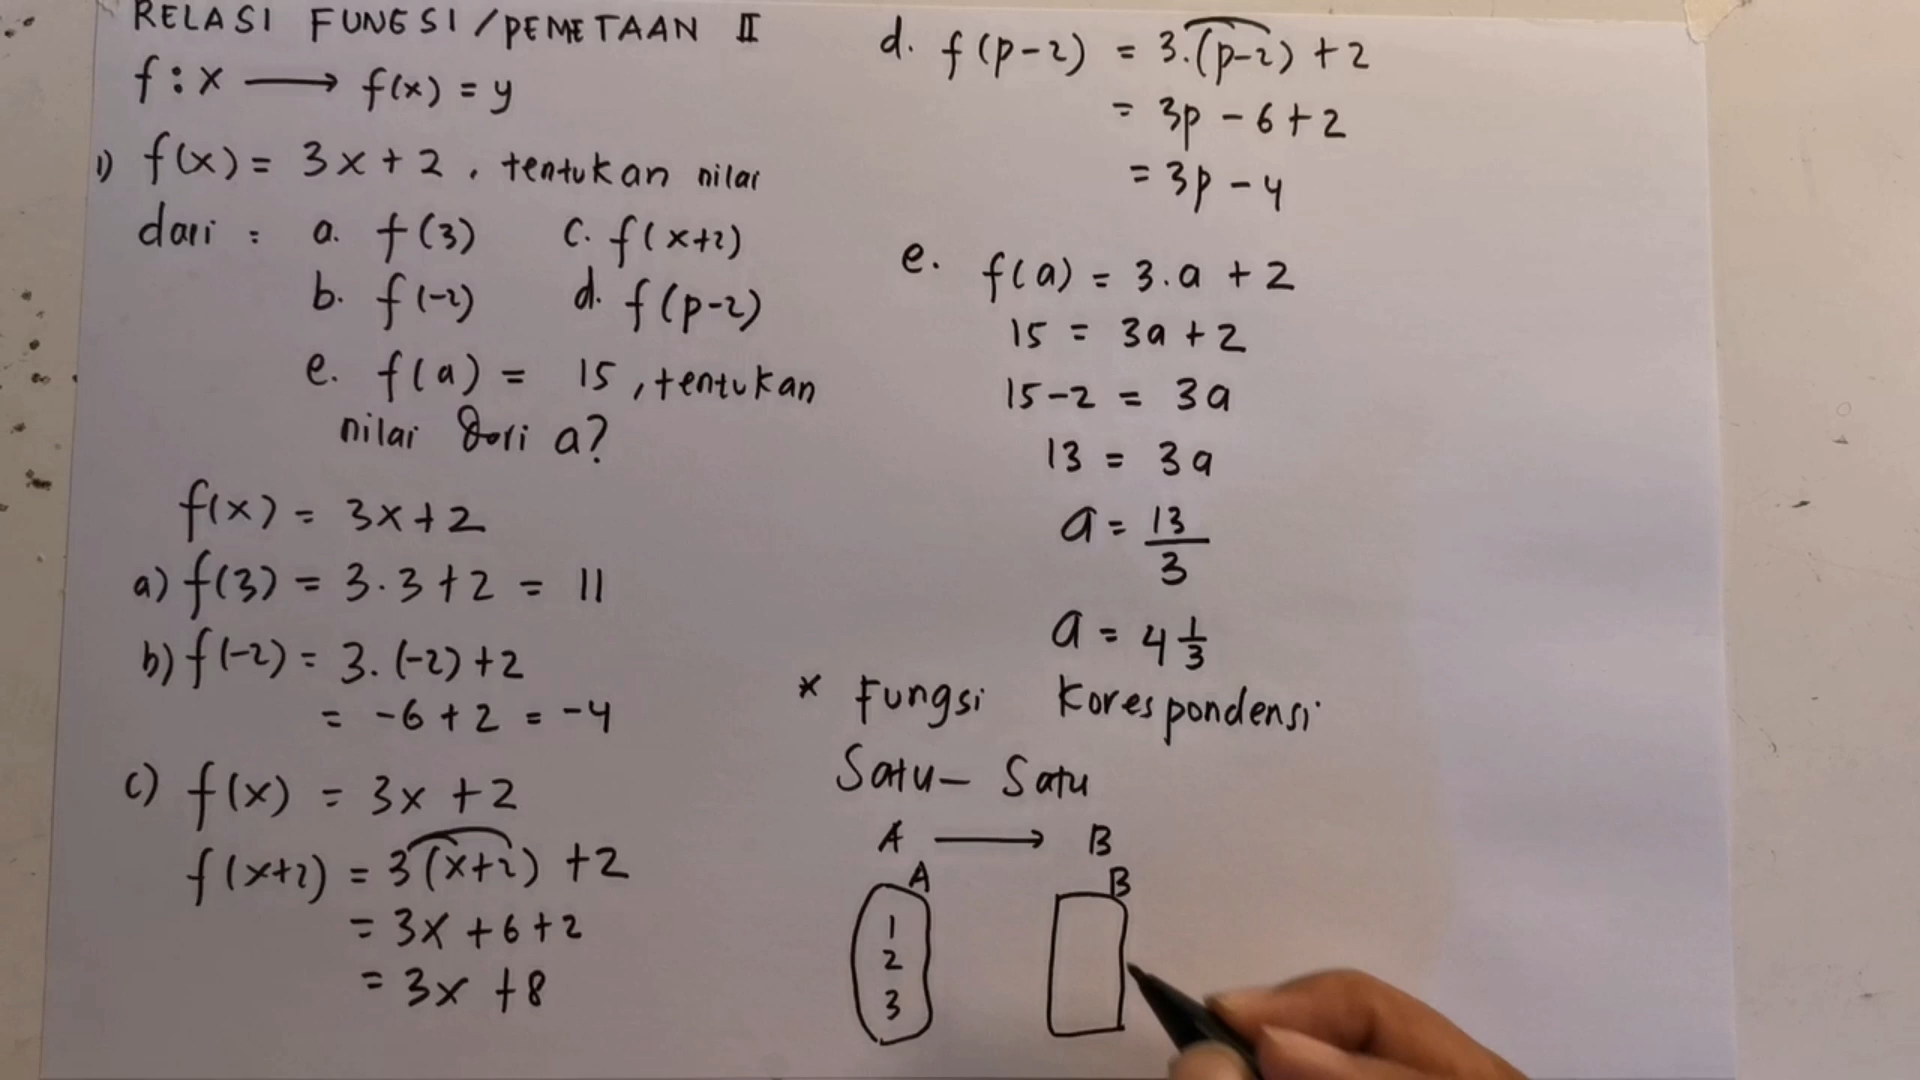 RELASI FUNGSI/PEMETAAN II
f : x ⟶ f(x) = y
1) f(x) = 3x + 2 , tentukan nilai
dari : a. f(3) c. f(x+2)
b. f(-2) d. f(p-2)
e. f(a) = 15 , tentukan
nilai dari a?
f(x) = 3x + 2
a) f(3) = 3 . 3 + 2 = 11
b) f(-2) = 3 . (-2) + 2
= -6 + 2 = -4
c) f(x) = 3x + 2
f(x+2) = 3(x+2) + 2
= 3x + 6 + 2
= 3x + 8
d. f(p-2) = 3.(p-2) + 2
= 3p - 6 + 2
= 3p - 4
e. f(a) = 3.a + 2
15 = 3a + 2
15 - 2 = 3a
13 = 3a
a = 13/3
a = 4 1/3
* Fungsi Korespondensi
Satu - Satu
A ⟶ B
A B
1
2
3